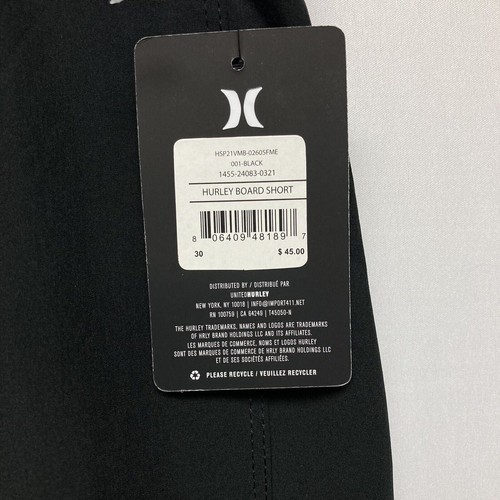 HSP21VMB-02605FME
001-BLACK
1455-24083-0321
HURLEY BOARD SHORT
8 06409 48189 7
30 $ 45.00
DISTRIBUTED BY / DISTRIBUÉ PAR
UNITEDHURLEY
NEW YORK, NY 10018 | INFO@IMPORT411.NET
RN 100759 | CA 64249 | T45050-N
THE HURLEY TRADEMARKS, NAMES AND LOGOS ARE TRADEMARKS
OF HRLY BRAND HOLDINGS LLC AND ITS AFFILIATES.
LES MARQUES DE COMMERCE, NOMS ET LOGOS HURLEY
SONT DES MARQUES DE COMMERCE DE HRLY BRAND HOLDINGS LLC
ET DE SES SOCIÉTÉS AFFILIÉES.
PLEASE RECYCLE / VEUILLEZ RECYCLER